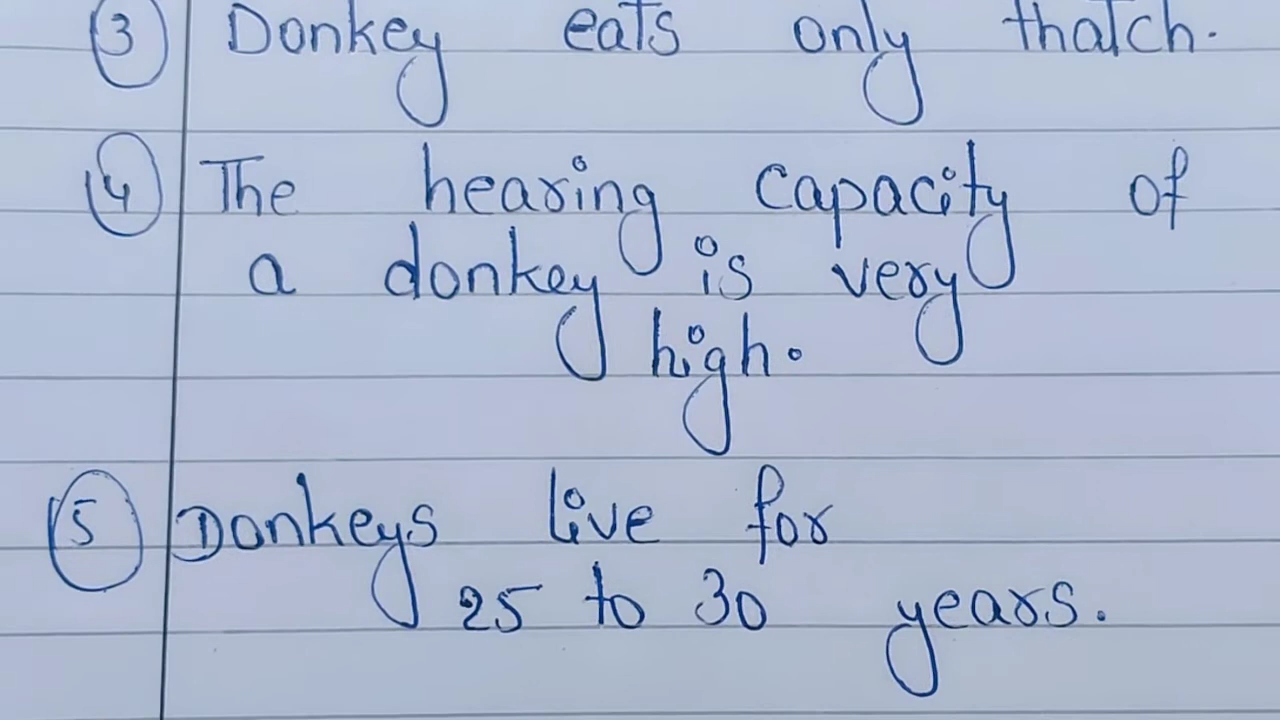 3 Donkey eats only thatch.
4 The hearing capacity of
a donkey is very
high.
5 Donkeys live for
25 to 30 years.